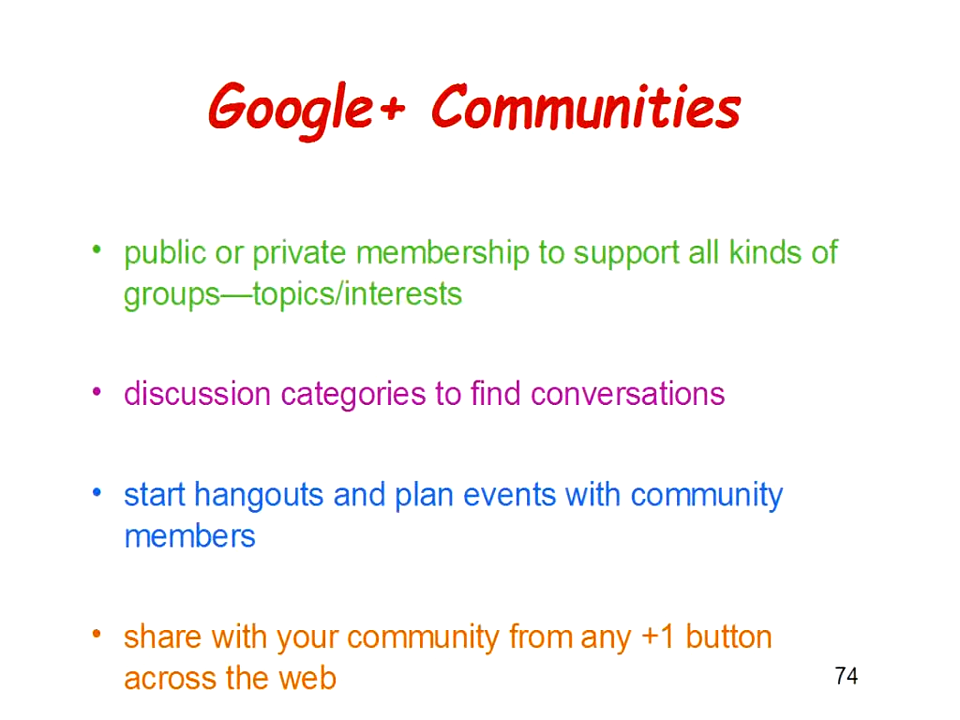 Google+ Communities
• public or private membership to support all kinds of
groups—topics/interests
• discussion categories to find conversations
• start hangouts and plan events with community
members
• share with your community from any +1 button
across the web
74